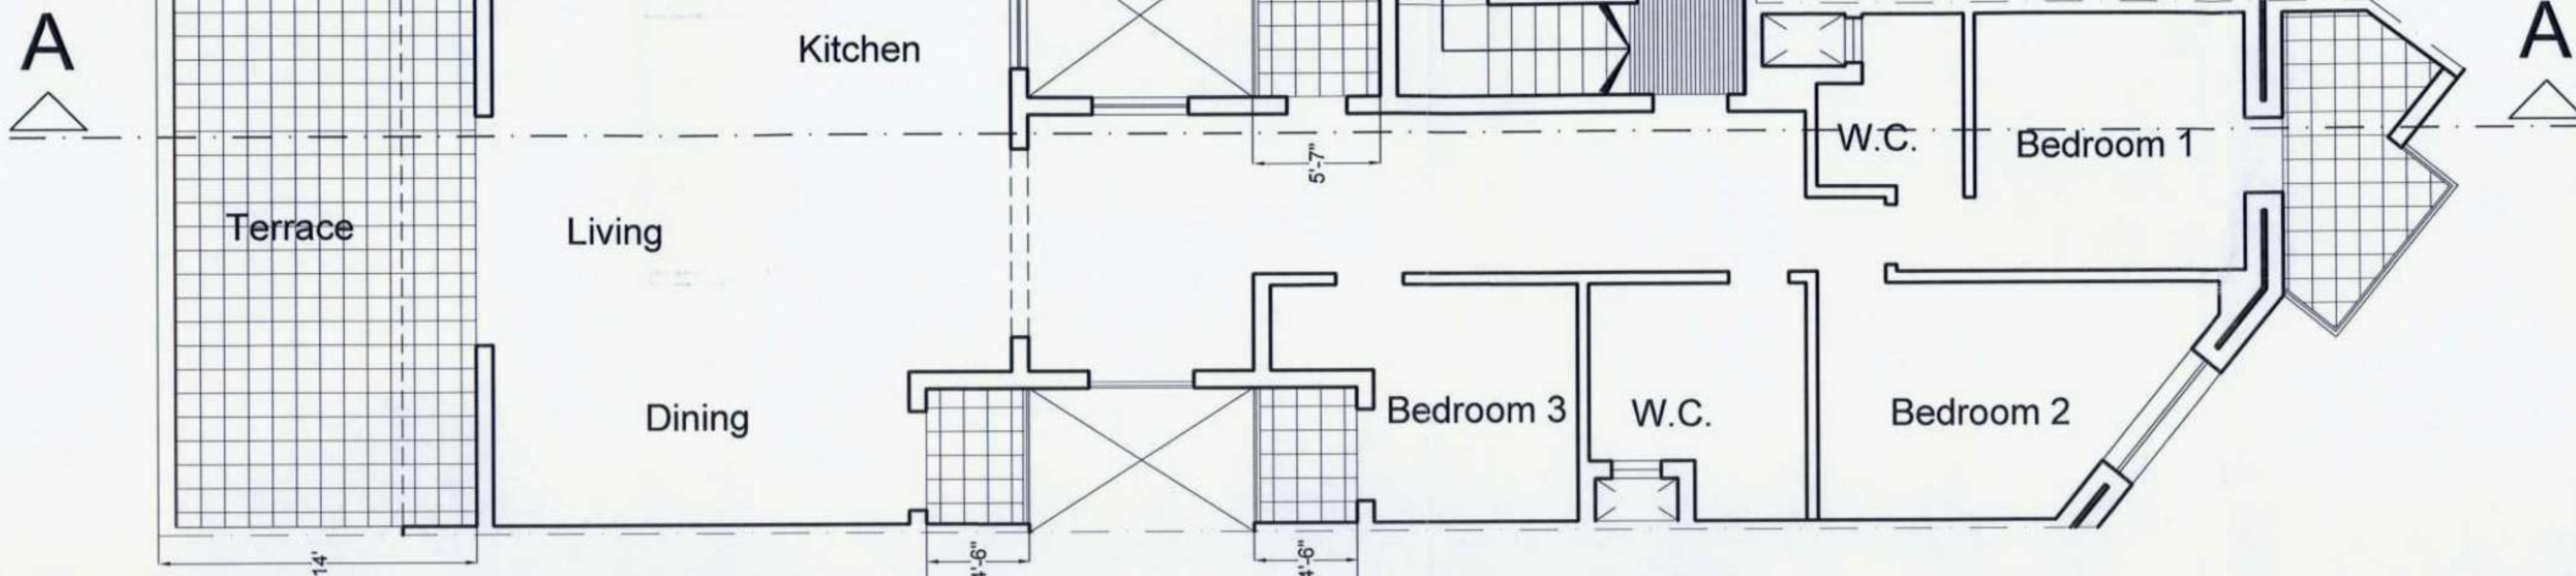 A
A
Kitchen
W.C.
Bedroom 1
5'-7"
Terrace
Living
Dining
Bedroom 3
W.C.
Bedroom 2
14'
4'-6"
4'-6"